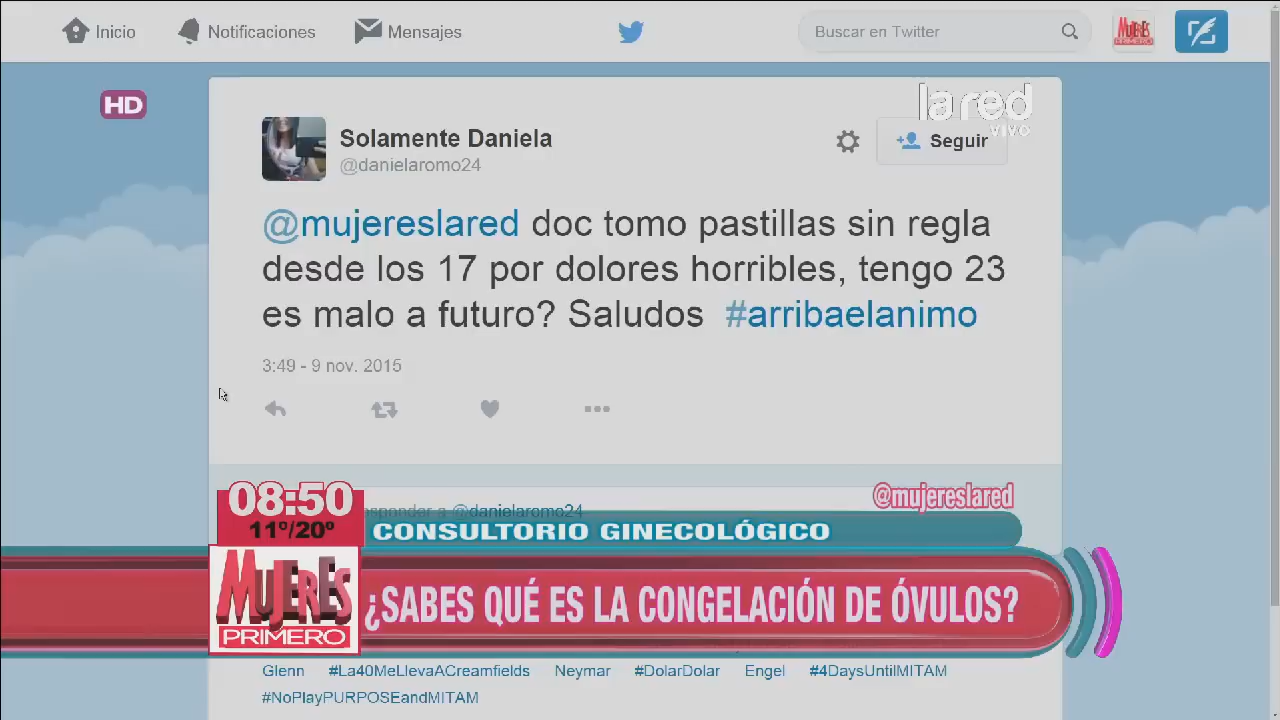 Inicio
Notificaciones
Mensajes
Buscar en Twitter
MUJERES
PRIMERO
HD
la red
VIVO
Solamente Daniela
@danielaromo24
Seguir
@mujereslared doc tomo pastillas sin regla
desde los 17 por dolores horribles, tengo 23
es malo a futuro? Saludos #arribaelanimo
3:49 - 9 nov. 2015
@danielaromo24
@mujereslared
08:50
11º/20º
CONSULTORIO GINECOLÓGICO
MUJERES
PRIMERO
¿SABES QUÉ ES LA CONGELACIÓN DE ÓVULOS?
Glenn #La40MeLlevaACreamfields Neymar #DolarDolar Engel #4DaysUntilMITAM
#NoPlayPURPOSEandMITAM